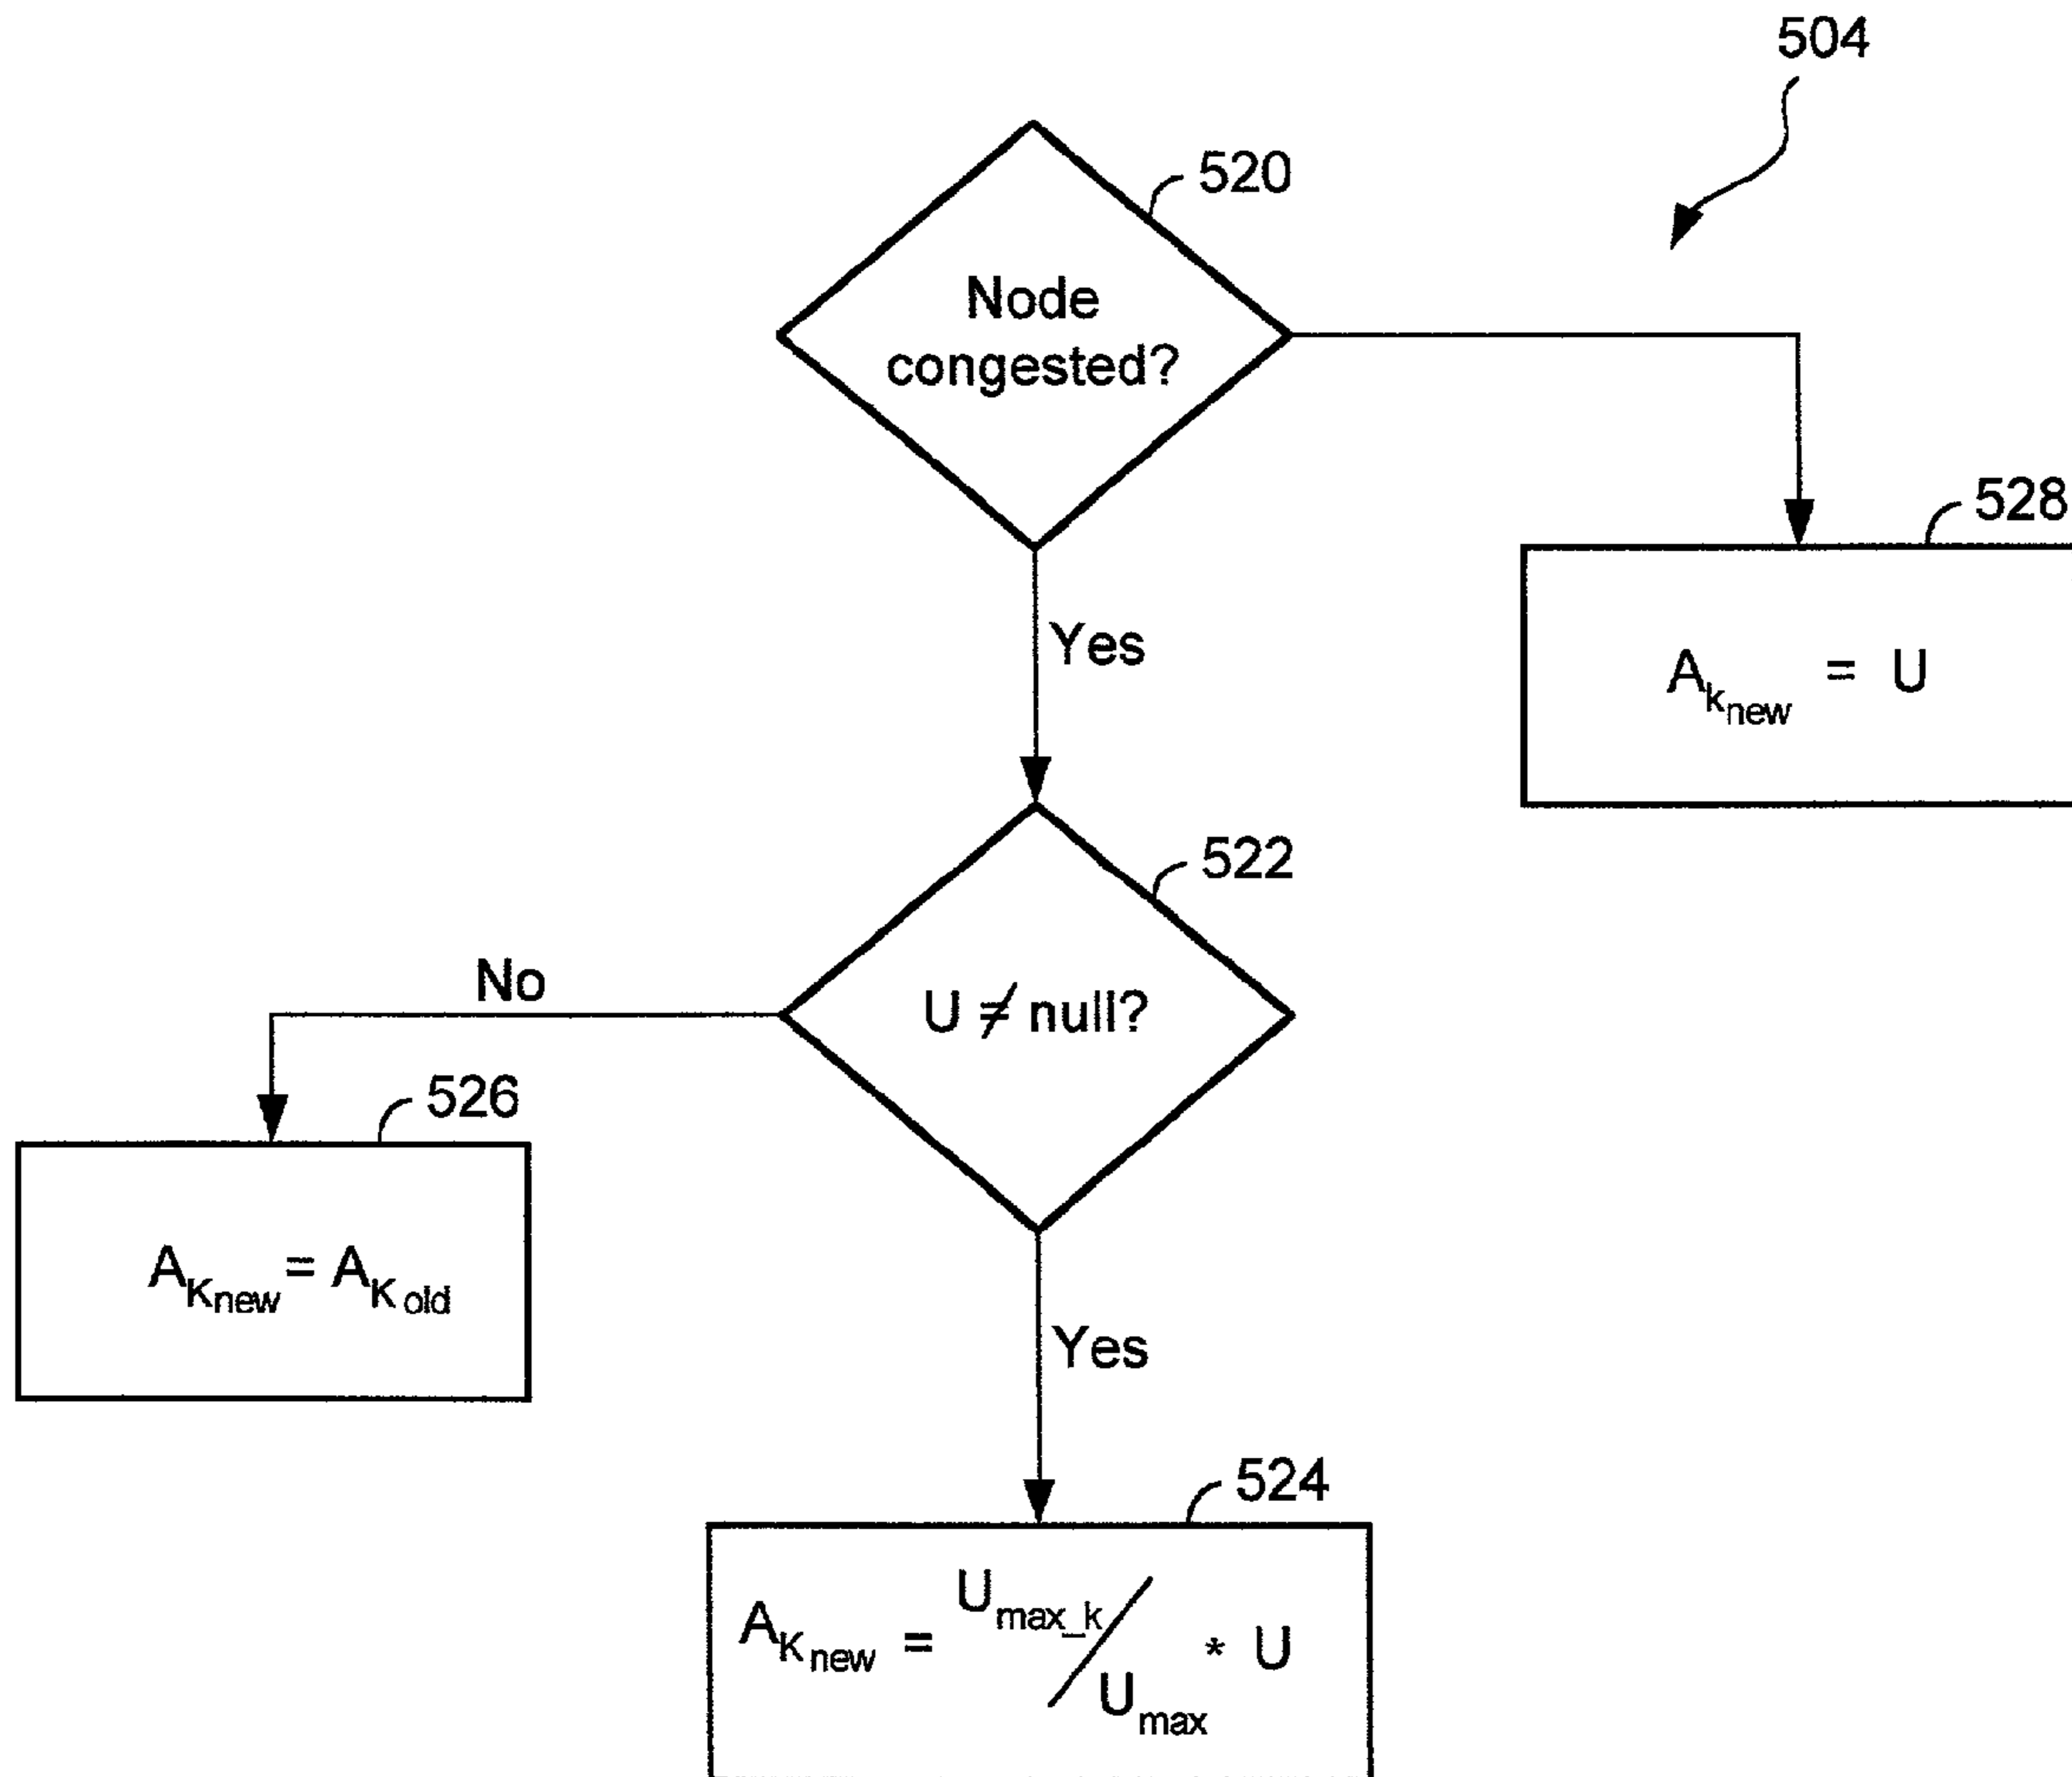 504
520
Node
congested?
528
Yes
A_k_new = U
522
No
U ≠ null?
526
A_K_new = A_K_old
Yes
524
A_K_new = U_max_k / U_max * U